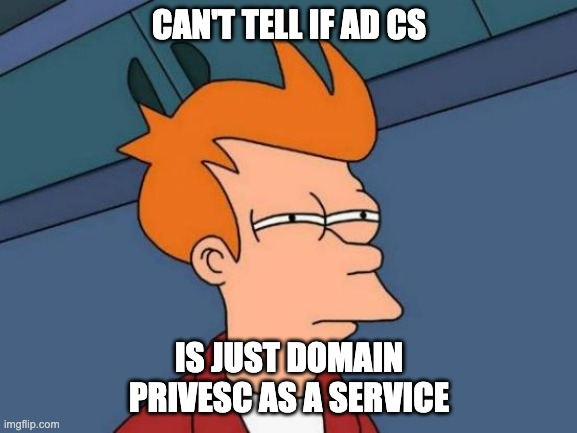 CAN'T TELL IF AD CS
IS JUST DOMAIN
PRIVESC AS A SERVICE
imgflip.com